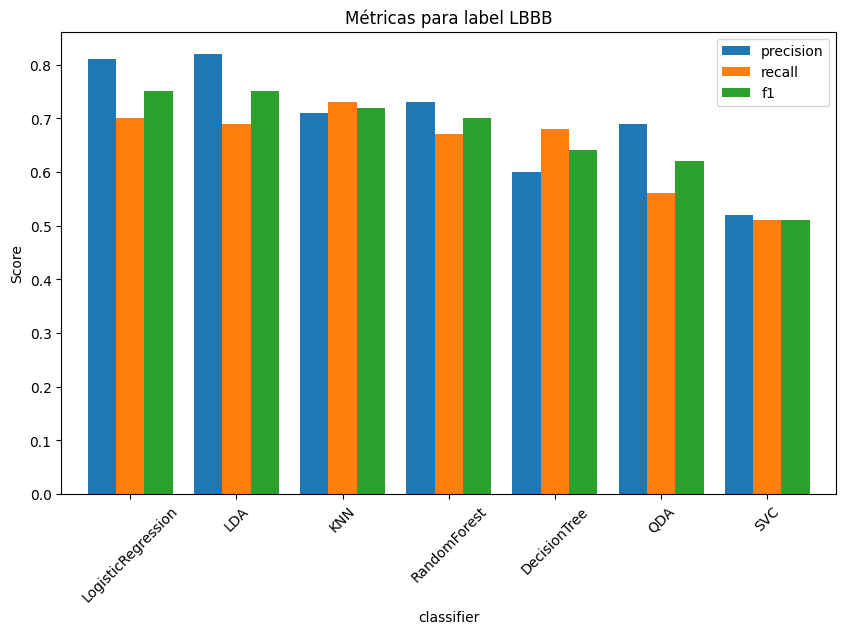 Métricas para label LBBB
precision
recall
f1
Score
0.8
0.7
0.6
0.5
0.4
0.3
0.2
0.1
0.0
LogisticRegression
LDA
KNN
RandomForest
DecisionTree
QDA
SVC
classifier